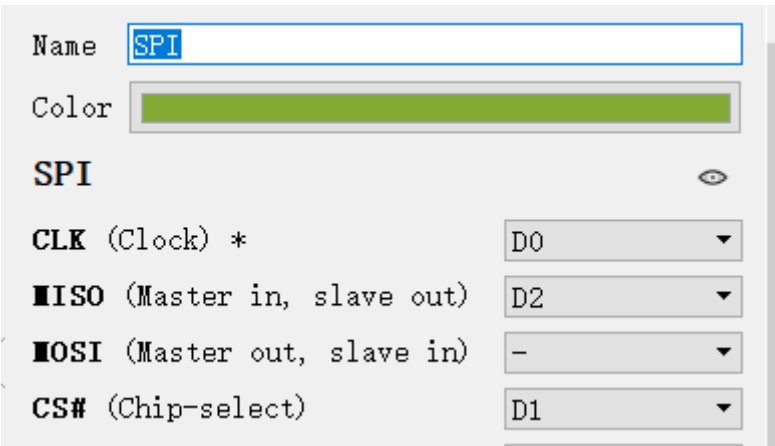 Name SPI
Color
SPI
CLK (Clock) * D0
MISO (Master in, slave out) D2
MOSI (Master out, slave in) -
CS# (Chip-select) D1